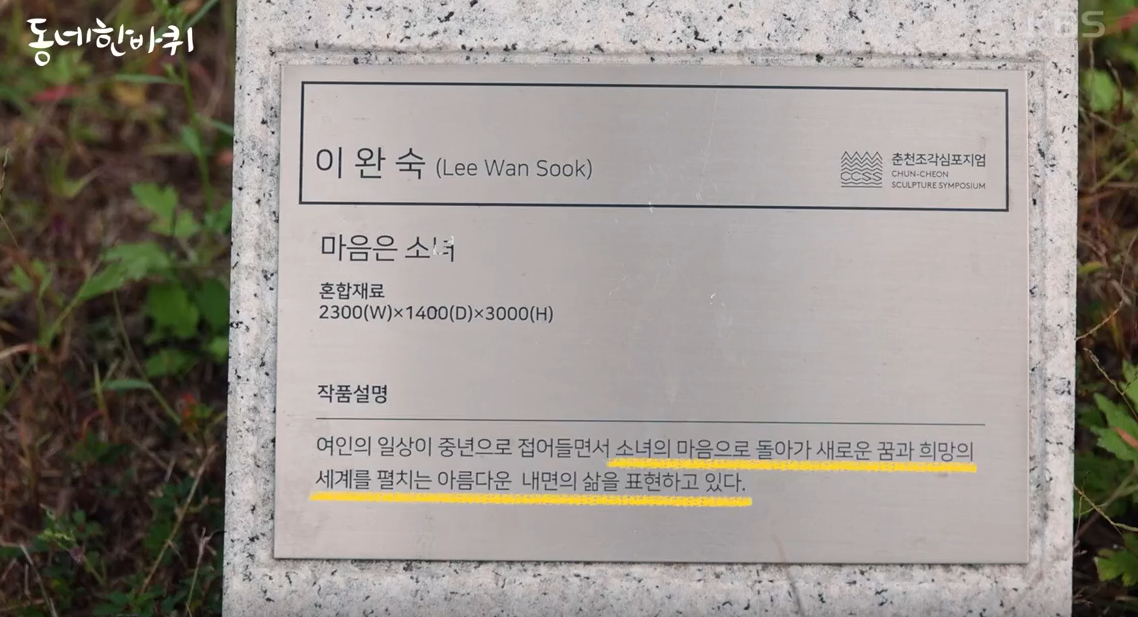 동네한바퀴
KBS
이완숙 (Lee Wan Sook)
춘천조각심포지엄
CCSS
CHUN-CHEON
SCULPTURE SYMPOSIUM
마음은 소녀
혼합재료
2300(W)×1400(D)×3000(H)
작품설명
여인의 일상이 중년으로 접어들면서 소녀의 마음으로 돌아가 새로운 꿈과 희망의
세계를 펼치는 아름다운 내면의 삶을 표현하고 있다.